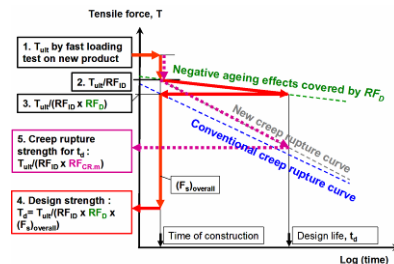 Tensile force, T
1. Tult by fast loading
test on new product
2. Tult/RFID
3. Tult/(RFID x RFD)
Negative ageing effects covered by RFD
New creep rupture curve
Conventional creep rupture curve
5. Creep rupture
strength for td :
Tult/(RFID x RFCR.m)
4. Design strength :
Td= Tult/(RFID x RFD x
(Fs)overall)
(Fs)overall
Time of construction
Design life, td
Log (time)